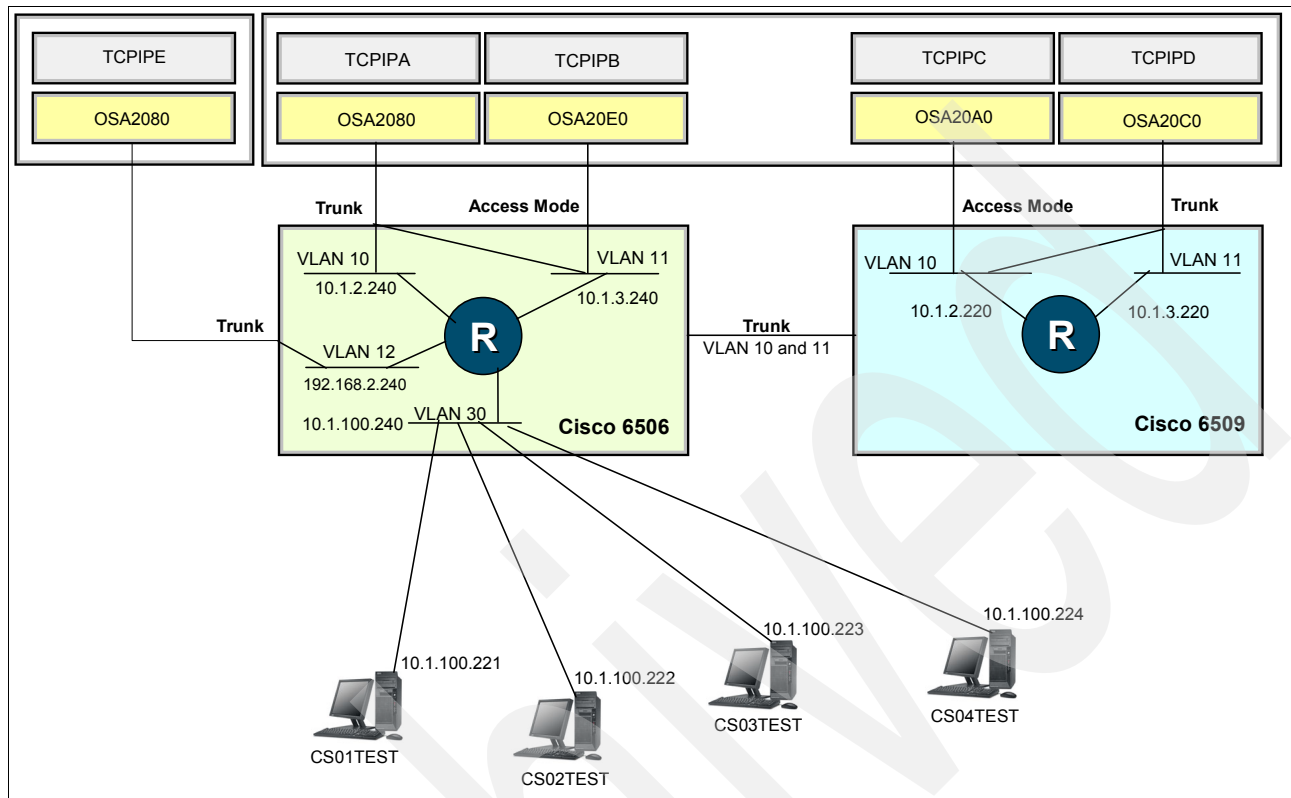 TCPIPE
TCPIPA
TCPIPB
TCPIPC
TCPIPD
OSA2080
OSA2080
OSA20E0
OSA20A0
OSA20C0
Trunk
Access Mode
Access Mode
Trunk
VLAN 10
VLAN 11
VLAN 10
VLAN 11
10.1.2.240
10.1.3.240
10.1.2.220
10.1.3.220
R
R
Trunk
Trunk
VLAN 10 and 11
VLAN 12
192.168.2.240
VLAN 30
10.1.100.240
Cisco 6506
Cisco 6509
10.1.100.221
10.1.100.222
10.1.100.223
10.1.100.224
CS01TEST
CS02TEST
CS03TEST
CS04TEST